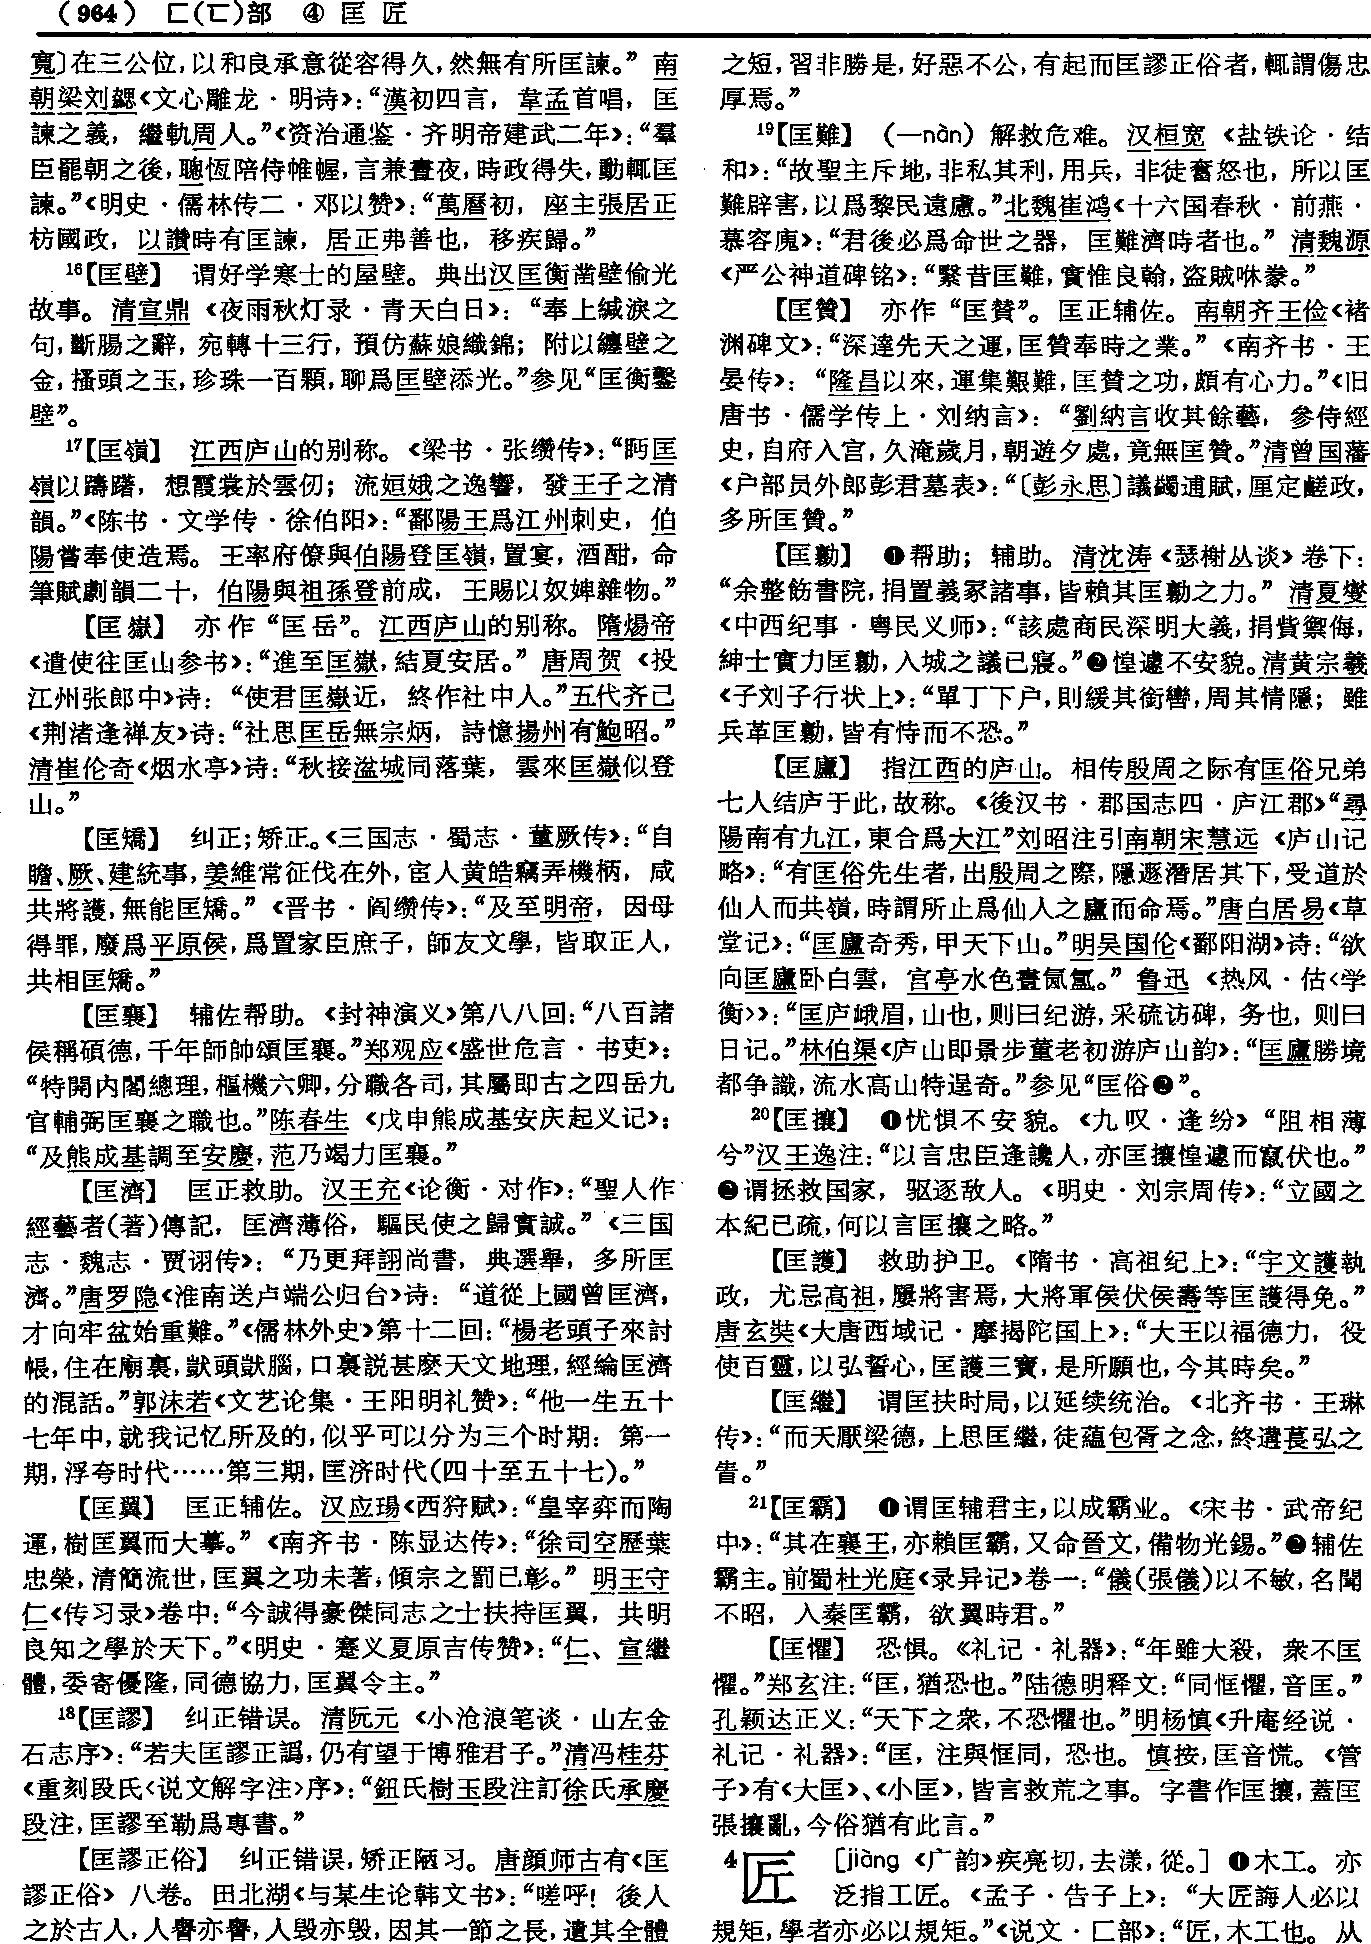 （964） 匚(匸)部 ④ 匡 匠
寬〕在三公位,以和良承意從容得久,然無有所匡諫。”南
朝梁刘勰《文心雕龙·明诗》:“漢初四言，韋孟首唱，匡
諫之義，繼軌周人。”《资治通鉴·齐明帝建武二年》:“羣
臣罷朝之後,聰恆陪侍帷幄,言兼晝夜,時政得失,動輒匡
諫。”《明史·儒林传二·邓以赞》:“萬曆初，座主張居正
枋國政，以讚時有匡諫，居正弗善也，移疾歸。”
16【匡壁】 谓好学寒士的屋壁。典出汉匡衡凿壁偷光
故事。清宣鼎《夜雨秋灯录·青天白日》：“奉上緘淚之
句,斷腸之辭，宛轉十三行，預仿蘇娘織錦；附以纏壁之
金,搔頭之玉,珍珠一百顆,聊爲匡壁添光。”参见“匡衡鑿
壁”。
17【匡嶺】 江西庐山的别称。《梁书·张缵传》:“眄匡
嶺以躊躇，想霞裳於雲仞；流姮娥之逸響，發王子之清
韻。”《陈书·文学传·徐伯阳》:“鄱陽王爲江州刺史，伯
陽嘗奉使造焉。王率府僚與伯陽登匡嶺,置宴,酒酣，命
筆賦劇韻二十，伯陽與祖孫登前成，王賜以奴婢雜物。”
【匡嶽】 亦作“匡岳”。江西庐山的别称。隋煬帝
《遣使往匡山参书》:“進至匡嶽,結夏安居。”唐周贺《投
江州张郎中》诗：“使君匡嶽近，終作社中人。”五代齐己
《荆渚逢禅友》诗:“社思匡岳無宗炳，詩憶揚州有鮑昭。”
清崔伦奇《烟水亭》诗:“秋接湓城同落葉，雲來匡嶽似登
山。”
【匡矯】 纠正;矫正。《三国志·蜀志·董厥传》:“自
瞻、厥、建統事,姜維常征伐在外,宦人黄皓竊弄機柄，咸
共將護,無能匡矯。”《晋书·阎缵传》:“及至明帝，因母
得罪,廢爲平原侯,爲置家臣庶子，師友文學，皆取正人，
共相匡矯。”
【匡襄】 辅佐帮助。《封神演义》第八八回:“八百諸
侯稱碩德,千年師帥頌匡襄。”郑观应《盛世危言·书吏》：
“特開内閣總理,樞機六卿,分職各司,其屬即古之四岳九
官輔弼匡襄之職也。”陈春生《戊申熊成基安庆起义记》：
“及熊成基調至安慶,范乃竭力匡襄。”
【匡濟】 匡正救助。汉王充《论衡·对作》:“聖人作
經藝者(著)傳記，匡濟薄俗，驅民使之歸實誠。”《三国
志·魏志·贾诩传》：“乃更拜詡尚書，典選舉，多所匡
濟。”唐罗隐《淮南送卢端公归台》诗：“道從上國曾匡濟，
才向牢盆始重難。”《儒林外史》第十二回:“楊老頭子來討
帳,住在廟裏,獃頭獃腦,口裏説甚麽天文地理,經綸匡濟
的混話。”郭沫若《文艺论集·王阳明礼赞》:“他一生五十
七年中,就我记忆所及的,似乎可以分为三个时期：第一
期,浮夸时代……第三期,匡济时代(四十至五十七)。”
【匡翼】 匡正辅佐。汉应瑒《西狩赋》:“皇宰弈而陶
運,樹匡翼而大摹。”《南齐书·陈显达传》:“徐司空歷葉
忠榮,清簡流世,匡翼之功未著,傾宗之罰已彰。”明王守
仁《传习录》卷中:“今誠得豪傑同志之士扶持匡翼，共明
良知之學於天下。”《明史·蹇义夏原吉传赞》:“仁、宣繼
體,委寄優隆,同德協力,匡翼令主。”
18【匡謬】 纠正错误。清阮元《小沧浪笔谈·山左金
石志序》:“若夫匡謬正譌,仍有望于博雅君子。”清冯桂芬
《重刻段氏〈说文解字注〉序》:“鈕氏樹玉段注訂徐氏承慶
段注,匡謬至勒爲專書。”
【匡謬正俗】 纠正错误,矫正陋习。唐顔师古有《匡
謬正俗》八卷。田北湖《与某生论韩文书》:“嗟呼！後人
之於古人,人譽亦譽,人毁亦毁,因其一節之長,遺其全體
之短,習非勝是,好惡不公,有起而匡謬正俗者,輒謂傷忠
厚焉。”
19【匡難】 （一nàn）解救危难。汉桓宽《盐铁论·结
和》:“故聖主斥地,非私其利,用兵，非徒奮怒也，所以匡
難辟害,以爲黎民遠慮。”北魏崔鸿《十六国春秋·前燕·
慕容廆》:“君後必爲命世之器，匡難濟時者也。”清魏源
《严公神道碑铭》:“繄昔匡難,實惟良翰,盗賊咻豢。”
【匡贊】 亦作“匡賛”。匡正辅佐。南朝齐王俭《褚
渊碑文》:“深達先天之運,匡贊奉時之業。”《南齐书·王
晏传》：“隆昌以來,運集艱難,匡賛之功,頗有心力。”《旧
唐书·儒学传上·刘纳言》：“劉納言收其餘藝，參侍經
史,自府入宫,久淹歲月,朝遊夕處,竟無匡贊。”清曾国藩
《户部员外郎彭君墓表》:“〔彭永思〕議蠲逋賦,厘定鹺政,
多所匡贊。”
【匡勷】 ❶帮助；辅助。清沈涛《瑟榭丛谈》卷下：
“余整飭書院,捐置義冢諸事,皆賴其匡勷之力。”清夏燮
《中西纪事·粤民义师》:“該處商民深明大義,捐貲禦侮,
紳士實力匡勷,入城之議已寢。”❷惶遽不安貌。清黄宗羲
《子刘子行状上》:“單丁下户,則緩其銜轡,周其情隱；雖
兵革匡勷,皆有恃而不恐。”
【匡廬】 指江西的庐山。相传殷周之际有匡俗兄弟
七人结庐于此,故称。《後汉书·郡国志四·庐江郡》“尋
陽南有九江,東合爲大江”刘昭注引南朝宋慧远《庐山记
略》:“有匡俗先生者,出殷周之際,隱遯潛居其下,受道於
仙人而共嶺,時謂所止爲仙人之廬而命焉。”唐白居易《草
堂记》:“匡廬奇秀,甲天下山。”明吴国伦《鄱阳湖》诗:“欲
向匡廬卧白雲，宫亭水色晝氤氲。”鲁迅《热风·估〈学
衡〉》:“匡庐峨眉,山也,则曰纪游,采硫访碑，务也，则曰
日记。”林伯渠《庐山即景步董老初游庐山韵》:“匡廬勝境
都争識,流水高山特逞奇。”参见“匡俗❷”。
20【匡攘】 ❶忧惧不安貌。《九叹·逢纷》“阻相薄
兮”汉王逸注:“以言忠臣逢讒人,亦匡攘惶遽而竄伏也。”
❷谓拯救国家，驱逐敌人。《明史·刘宗周传》:“立國之
本紀已疏,何以言匡攘之略。”
【匡護】 救助护卫。《隋书·高祖纪上》:“宇文護執
政，尤忌高祖,屢將害焉,大將軍侯伏侯壽等匡護得免。”
唐玄奘《大唐西域记·摩揭陀国上》:“大王以福德力，役
使百靈,以弘誓心,匡護三寶,是所願也,今其時矣。”
【匡繼】 谓匡扶时局,以延续统治。《北齐书·王琳
传》:“而天厭梁德,上思匡繼,徒蘊包胥之念,終遘萇弘之
眚。”
21【匡霸】 ❶谓匡辅君主,以成霸业。《宋书·武帝纪
中》:“其在襄王,亦賴匡霸,又命晉文,備物光錫。”❷辅佐
霸主。前蜀杜光庭《录异记》卷一:“儀(張儀)以不敏,名聞
不昭，入秦匡霸，欲翼時君。”
【匡懼】 恐惧。《礼记·礼器》:“年雖大殺，衆不匡
懼。”郑玄注:“匡,猶恐也。”陆德明释文:“同恇懼,音匡。”
孔颖达正义:“天下之衆,不恐懼也。”明杨慎《升庵经说·
礼记·礼器》:“匡，注與恇同，恐也。慎按,匡音慌。《管
子》有《大匡》、《小匡》,皆言救荒之事。字書作匡攘,蓋匡
張攘亂,今俗猶有此言。”
4匠 [jiàng《广韵》疾亮切,去漾,從。] ❶木工。亦
泛指工匠。《孟子·告子上》：“大匠誨人必以
規矩,學者亦必以規矩。”《说文·匚部》:“匠,木工也。从